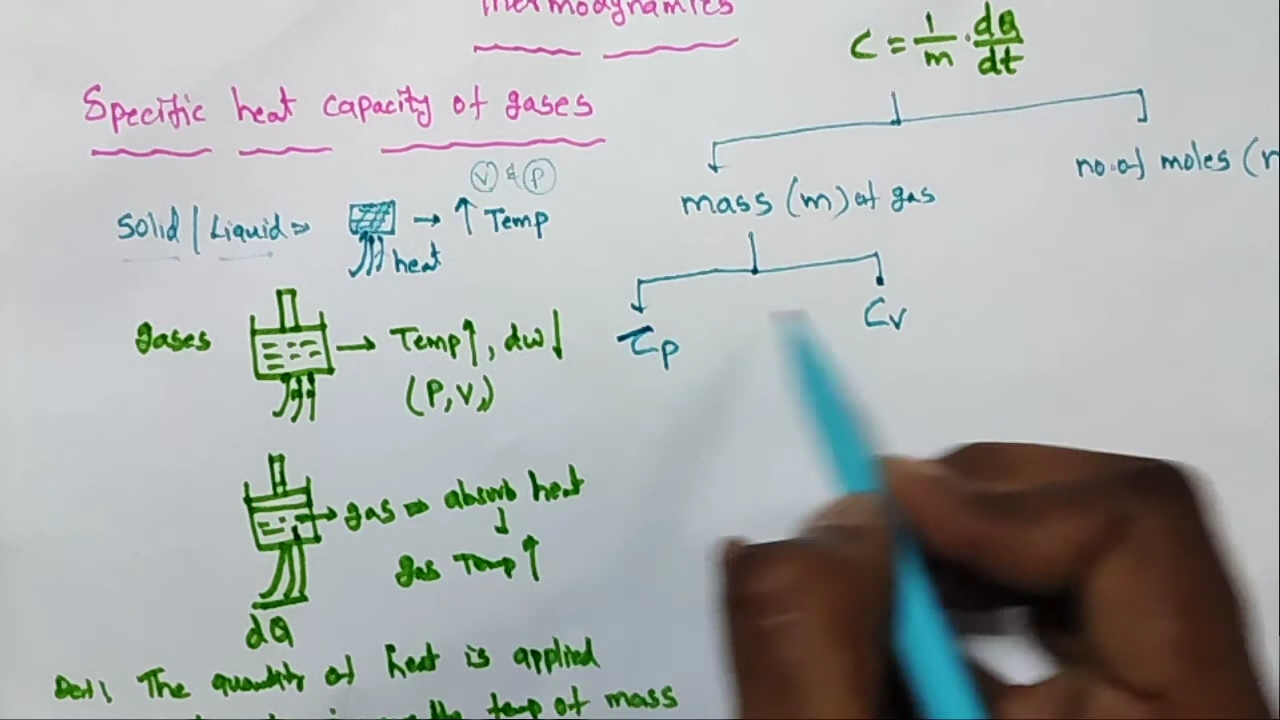 Thermodynamics
Specific heat capacity of gases
V & P
Solid | Liquid ⇒ → ↑ Temp
heat
gases → Temp↑, dw↓
(P,V,)
→ gas ⇒ absorb heat
↓
gas Temp ↑
dQ
The quantity of heat is applied
the temp of mass
C = 1/m · dQ/dt
mass (m) of gas
no. of moles (n
Cp
Cv